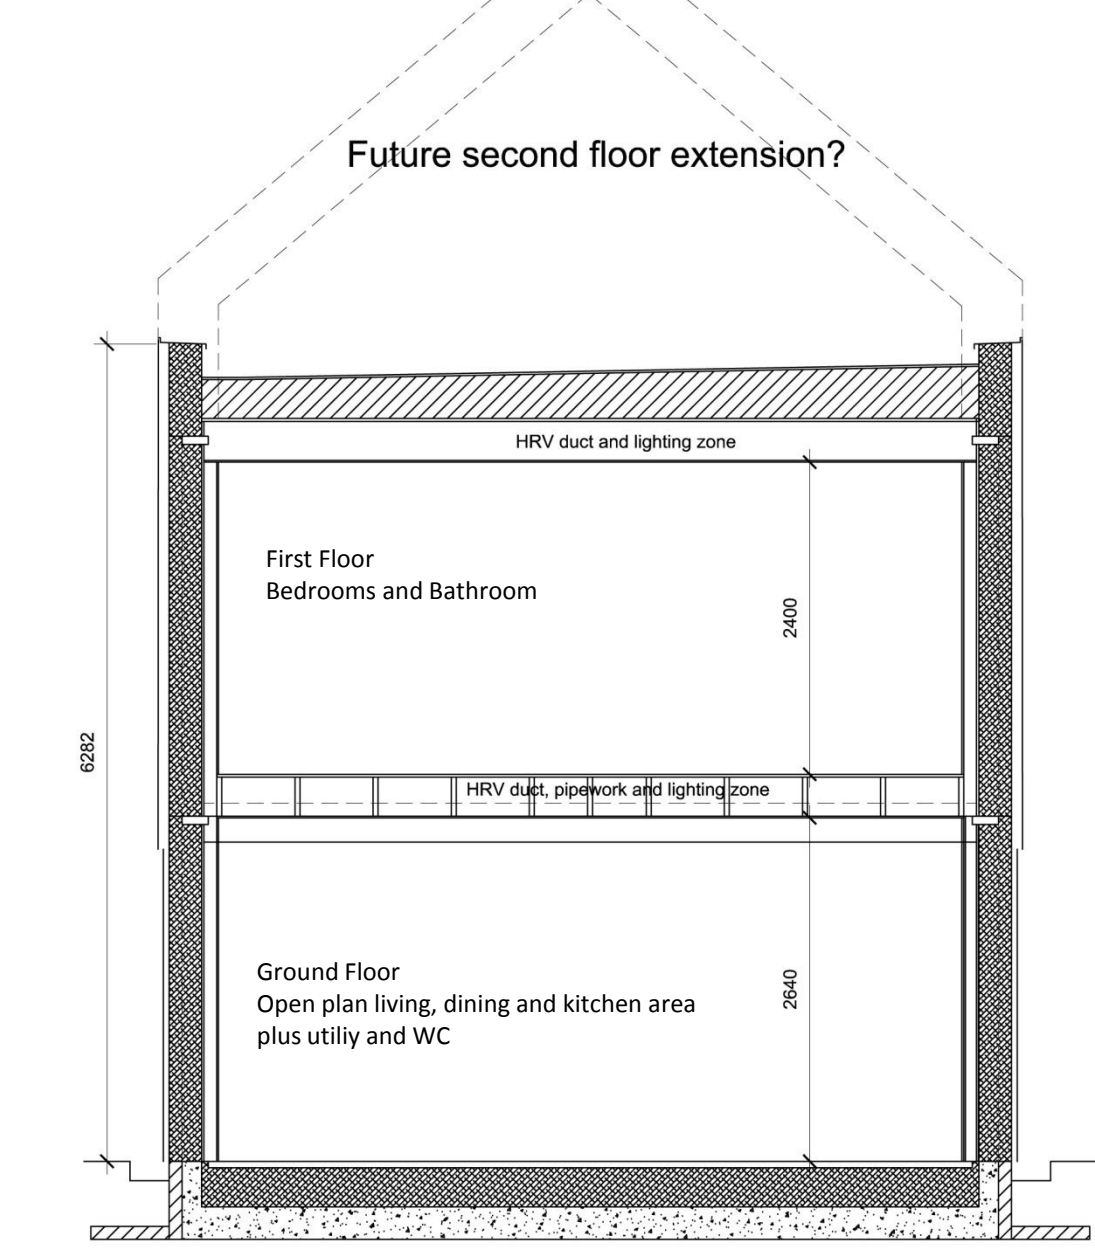 Future second floor extension?
HRV duct and lighting zone
First Floor
Bedrooms and Bathroom
2400
6282
HRV duct, pipework and lighting zone
Ground Floor
Open plan living, dining and kitchen area
plus utiliy and WC
2640